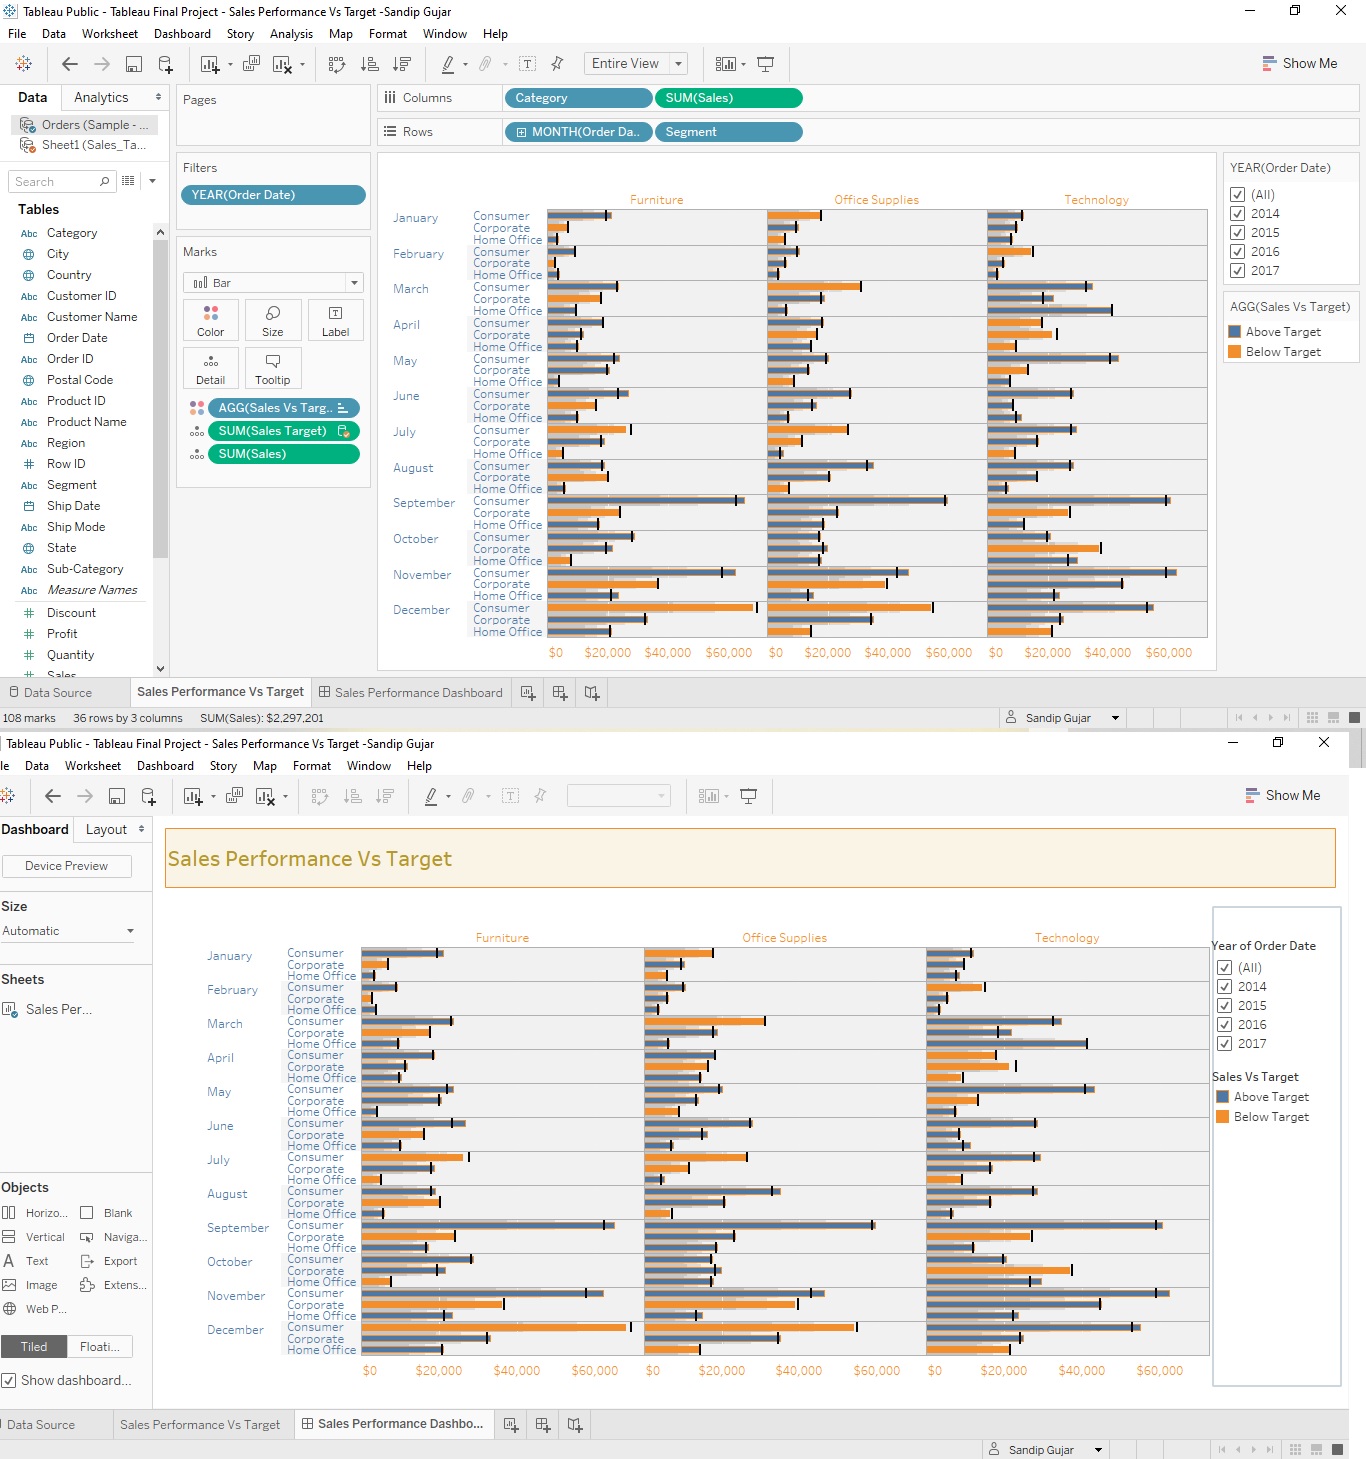 Tableau Public - Tableau Final Project - Sales Performance Vs Target -Sandip Gujar
File Data Worksheet Dashboard Story Analysis Map Format Window Help
Entire View
Show Me
Data Analytics
Orders (Sample - ...
Sheet1 (Sales_Ta...
Search
Tables
Abc Category
City
Country
Abc Customer ID
Abc Customer Name
Order Date
Abc Order ID
Postal Code
Abc Product ID
Abc Product Name
Abc Region
# Row ID
Abc Segment
Ship Date
Abc Ship Mode
State
Abc Sub-Category
Abc Measure Names
# Discount
# Profit
# Quantity
# Sales
Pages
Filters
YEAR(Order Date)
Marks
Bar
Color Size Label
Detail Tooltip
AGG(Sales Vs Targ..
SUM(Sales Target)
SUM(Sales)
Columns Category SUM(Sales)
Rows MONTH(Order Da.. Segment
Furniture Office Supplies Technology
January Consumer
Corporate
Home Office
February Consumer
Corporate
Home Office
March Consumer
Corporate
Home Office
April Consumer
Corporate
Home Office
May Consumer
Corporate
Home Office
June Consumer
Corporate
Home Office
July Consumer
Corporate
Home Office
August Consumer
Corporate
Home Office
September Consumer
Corporate
Home Office
October Consumer
Corporate
Home Office
November Consumer
Corporate
Home Office
December Consumer
Corporate
Home Office
$0 $20,000 $40,000 $60,000 $0 $20,000 $40,000 $60,000 $0 $20,000 $40,000 $60,000
YEAR(Order Date)
(All)
2014
2015
2016
2017
AGG(Sales Vs Target)
Above Target
Below Target
Data Source Sales Performance Vs Target Sales Performance Dashboard
108 marks 36 rows by 3 columns SUM(Sales): $2,297,201
Sandip Gujar
Tableau Public - Tableau Final Project - Sales Performance Vs Target -Sandip Gujar
le Data Worksheet Dashboard Story Map Format Window Help
Show Me
Dashboard Layout
Device Preview
Size
Automatic
Sheets
Sales Per...
Objects
Horizo... Blank
Vertical Naviga...
A Text Export
Image Extens...
Web P...
Tiled Floati...
Show dashboard...
Sales Performance Vs Target
Furniture Office Supplies Technology
January Consumer
Corporate
Home Office
February Consumer
Corporate
Home Office
March Consumer
Corporate
Home Office
April Consumer
Corporate
Home Office
May Consumer
Corporate
Home Office
June Consumer
Corporate
Home Office
July Consumer
Corporate
Home Office
August Consumer
Corporate
Home Office
September Consumer
Corporate
Home Office
October Consumer
Corporate
Home Office
November Consumer
Corporate
Home Office
December Consumer
Corporate
Home Office
$0 $20,000 $40,000 $60,000 $0 $20,000 $40,000 $60,000 $0 $20,000 $40,000 $60,000
Year of Order Date
(All)
2014
2015
2016
2017
Sales Vs Target
Above Target
Below Target
Data Source Sales Performance Vs Target Sales Performance Dashbo...
Sandip Gujar